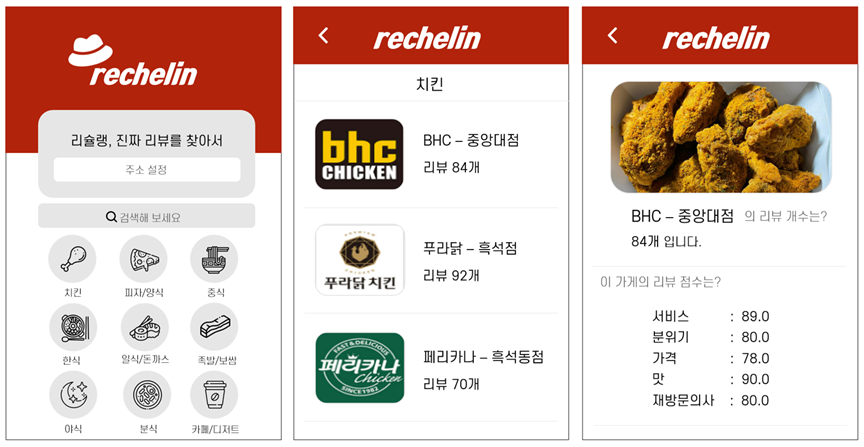 rechelin
리슐랭, 진짜 리뷰를 찾아서
주소 설정
검색해 보세요
치킨
피자/양식
중식
한식
일식/돈까스
족발/보쌈
야식
분식
카페/디저트
rechelin
치킨
bhc
CHICKEN
BHC – 중앙대점
리뷰 84개
PREMIUM
푸라닭 치킨
푸라닭 – 흑석점
리뷰 92개
FAST & DELICIOUS
페리카나
Chicken
SINCE 1982
페리카나 – 흑석동점
리뷰 70개
rechelin
BHC – 중앙대점 의 리뷰 개수는?
84개 입니다.
이 가게의 리뷰 점수는?
서비스 : 89.0
분위기 : 80.0
가격 : 78.0
맛 : 90.0
재방문의사 : 80.0